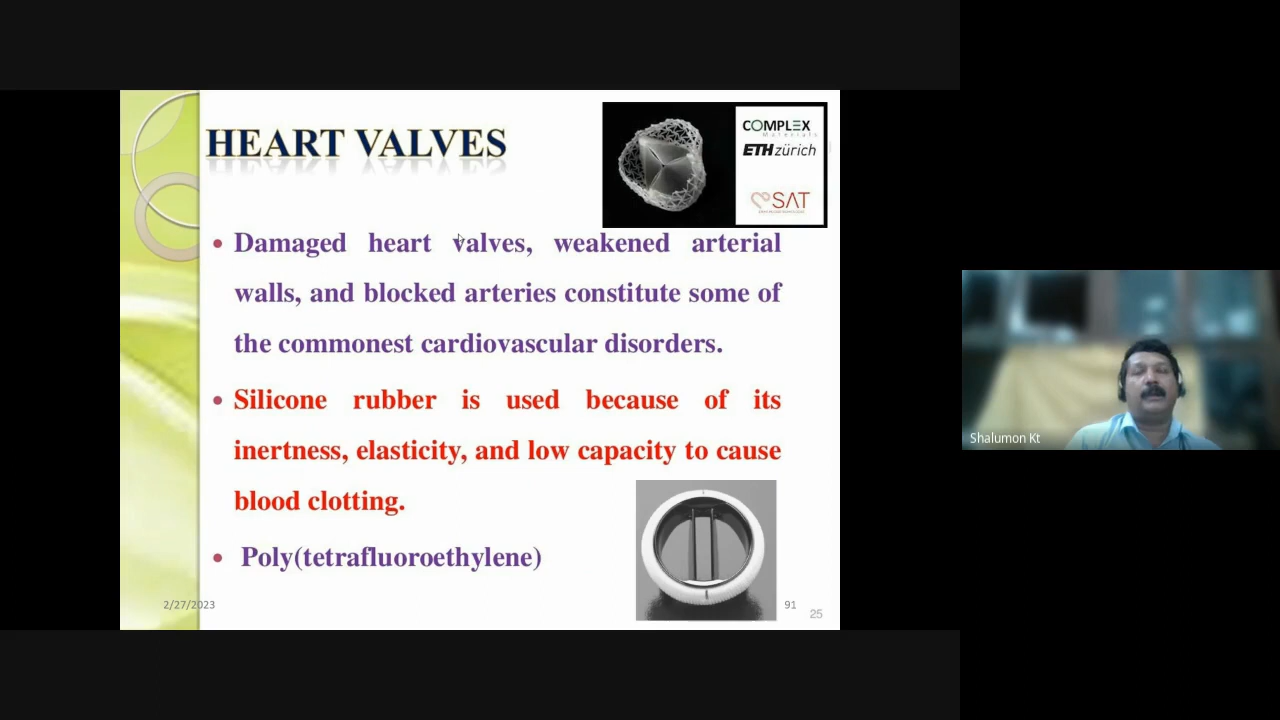 HEART VALVES
COMPLEX
Materials
ETH zürich
SAT
Damaged heart valves, weakened arterial
walls, and blocked arteries constitute some of
the commonest cardiovascular disorders.
Silicone rubber is used because of its
inertness, elasticity, and low capacity to cause
blood clotting.
Poly(tetrafluoroethylene)
2/27/2023
91
25
Shalumon Kt